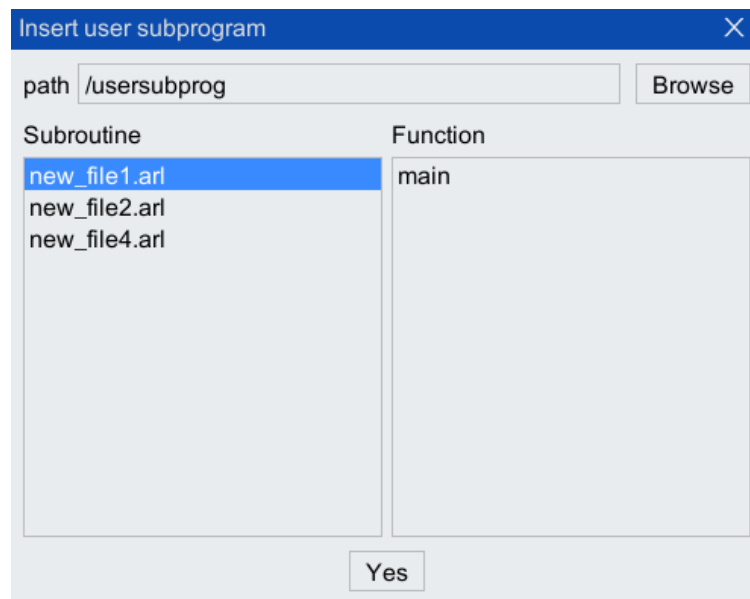 Insert user subprogram
path /usersubprog Browse
Subroutine Function
new_file1.arl main
new_file2.arl
new_file4.arl
Yes